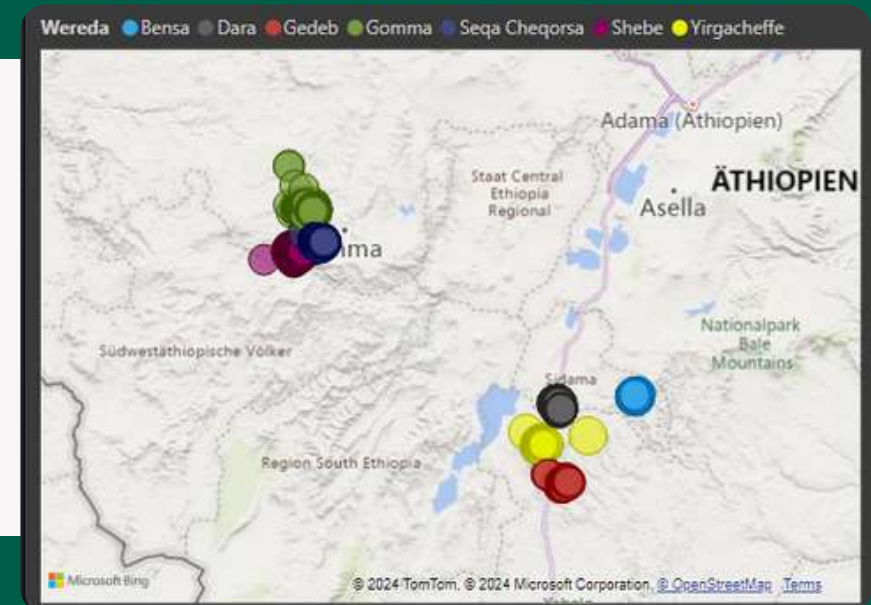 Wereda Bensa Dara Gedeb Gomma Seqa Cheqorsa Shebe Yirgacheffe
Adama (Äthiopien)
Staat Central
Ethiopia
Regional
ÄTHIOPIEN
Asella
mma
Nationalpark
Bale
Mountains
Südwestäthiopische Völker
Sidama
Region South Ethiopia
Microsoft Bing
© 2024 TomTom, © 2024 Microsoft Corporation, © OpenStreetMap Terms